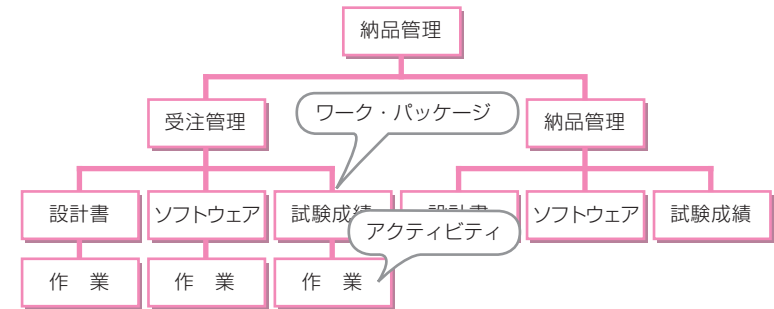 納品管理
受注管理
ワーク・パッケージ
納品管理
設計書
ソフトウェア
試験成績
ソフトウェア
試験成績
アクティビティ
作　業
作　業
作　業